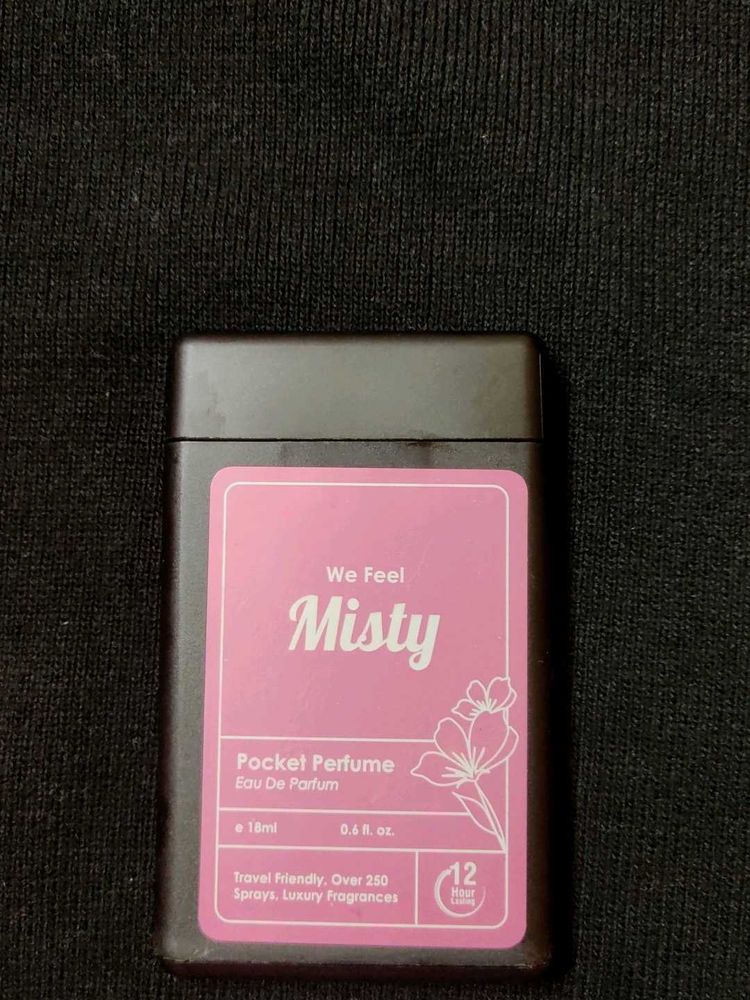 We Feel
Misty
Pocket Perfume
Eau De Parfum
e 18ml 0.6 fl. oz.
Travel Friendly, Over 250
Sprays, Luxury Fragrances
12
Hour
Lasting